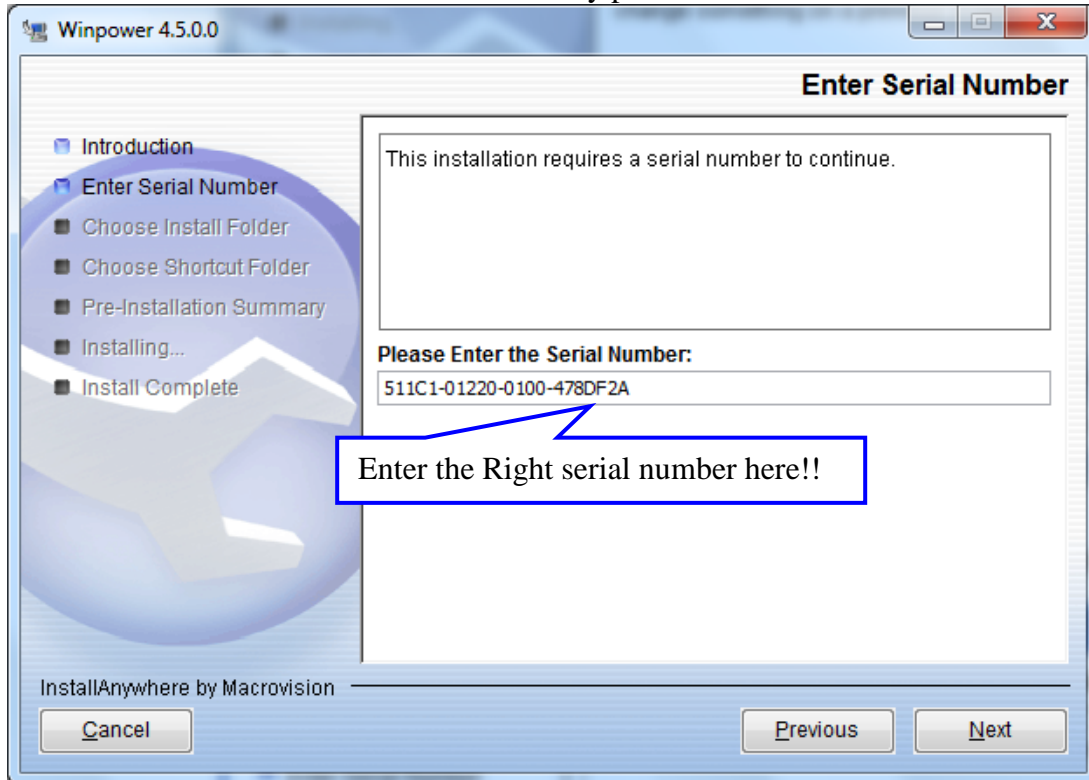 Winpower 4.5.0.0
Enter Serial Number
Introduction
Enter Serial Number
Choose Install Folder
Choose Shortcut Folder
Pre-Installation Summary
Installing...
Install Complete
This installation requires a serial number to continue.
Please Enter the Serial Number:
511C1-01220-0100-478DF2A
Enter the Right serial number here!!
InstallAnywhere by Macrovision
Cancel
Previous
Next